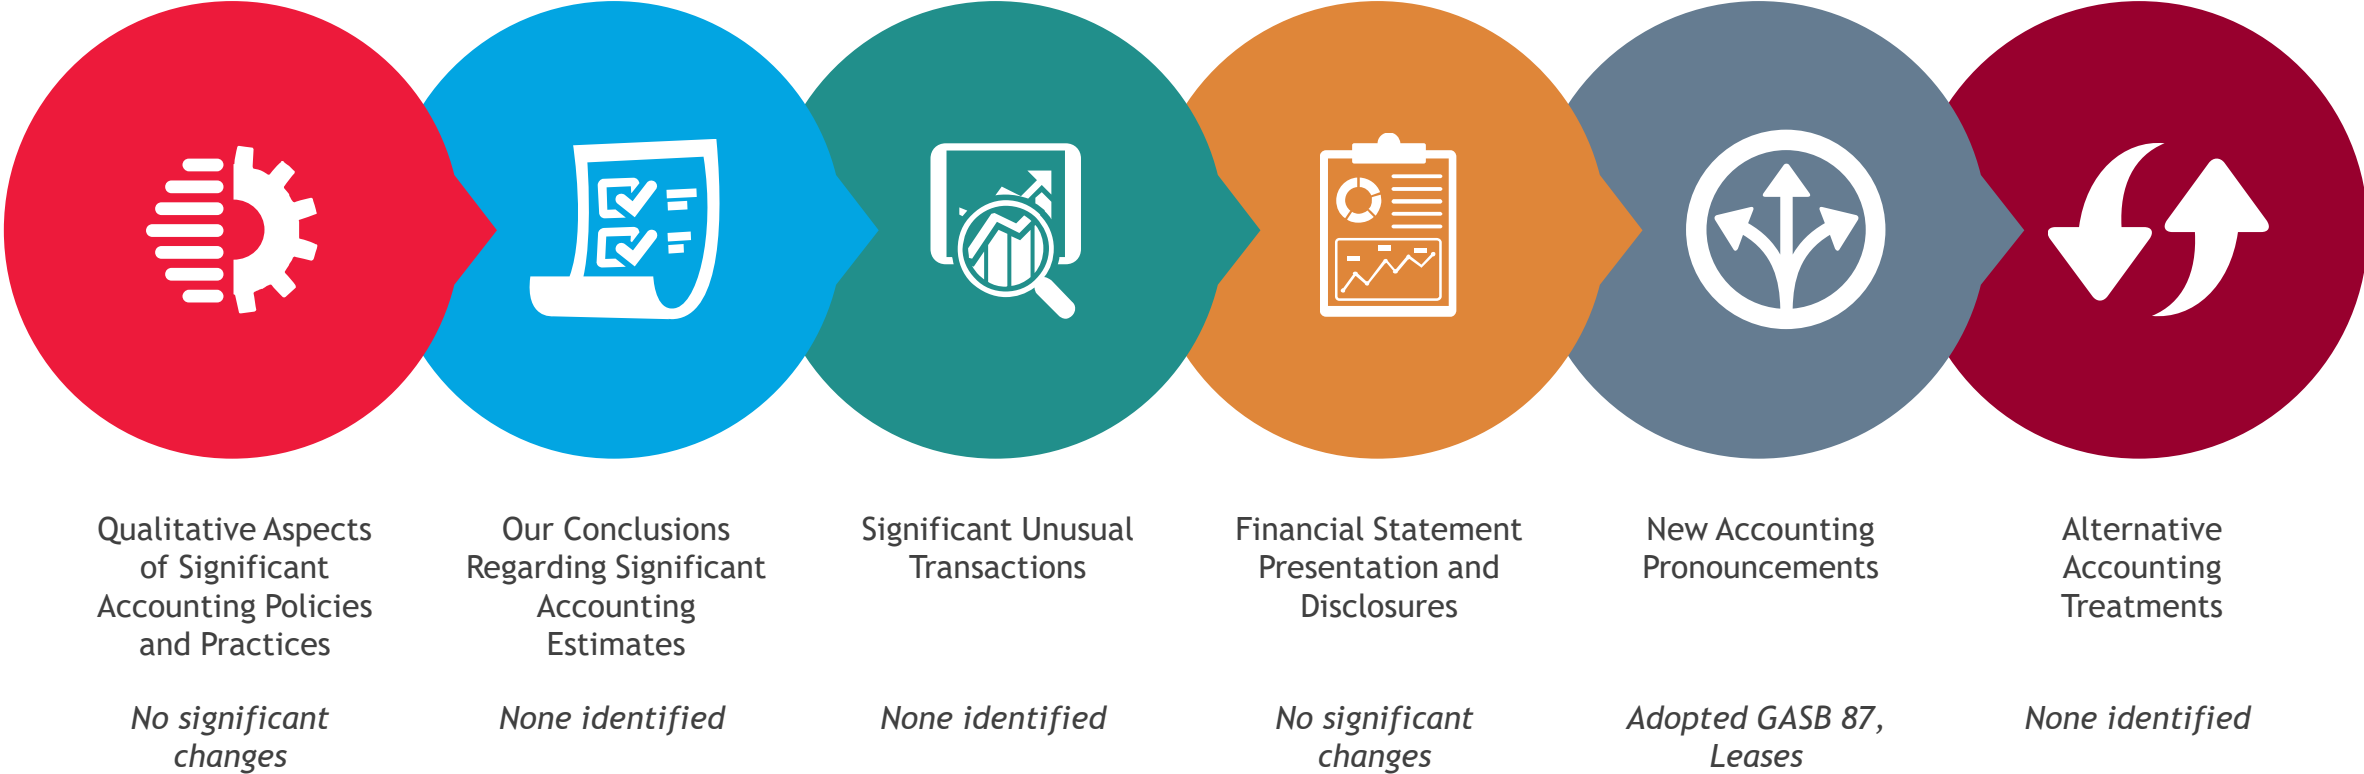 Qualitative Aspects
of Significant
Accounting Policies
and Practices
No significant
changes
Our Conclusions
Regarding Significant
Accounting
Estimates
None identified
Significant Unusual
Transactions
None identified
Financial Statement
Presentation and
Disclosures
No significant
changes
New Accounting
Pronouncements
Adopted GASB 87,
Leases
Alternative
Accounting
Treatments
None identified